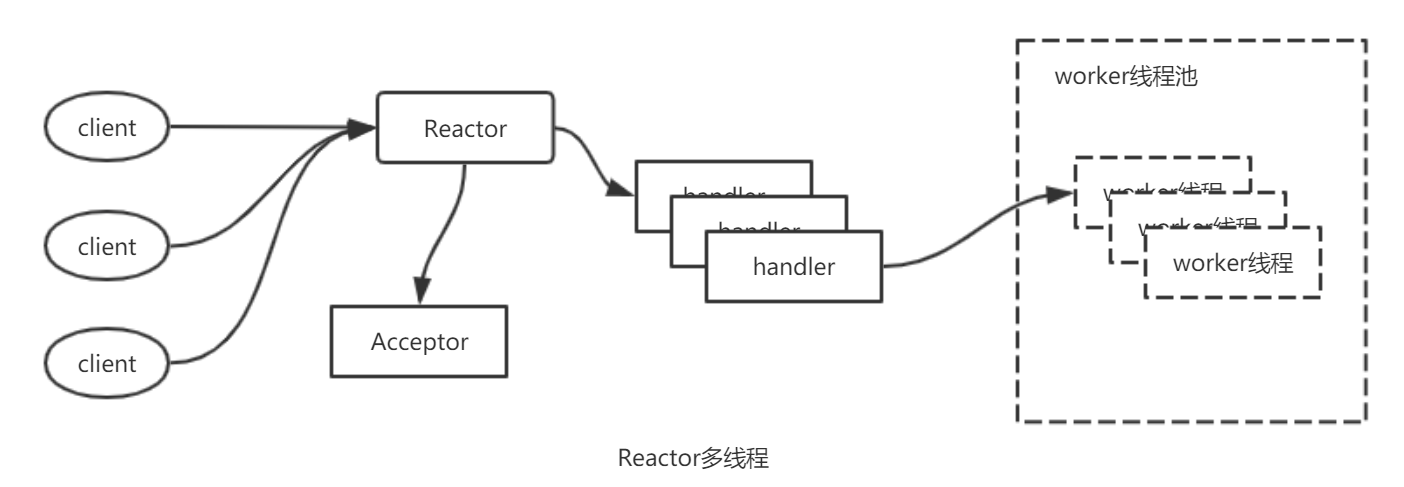 client
client
client
Reactor
Acceptor
handler
handler
handler
worker线程池
worker线程
worker线程
worker线程
Reactor多线程